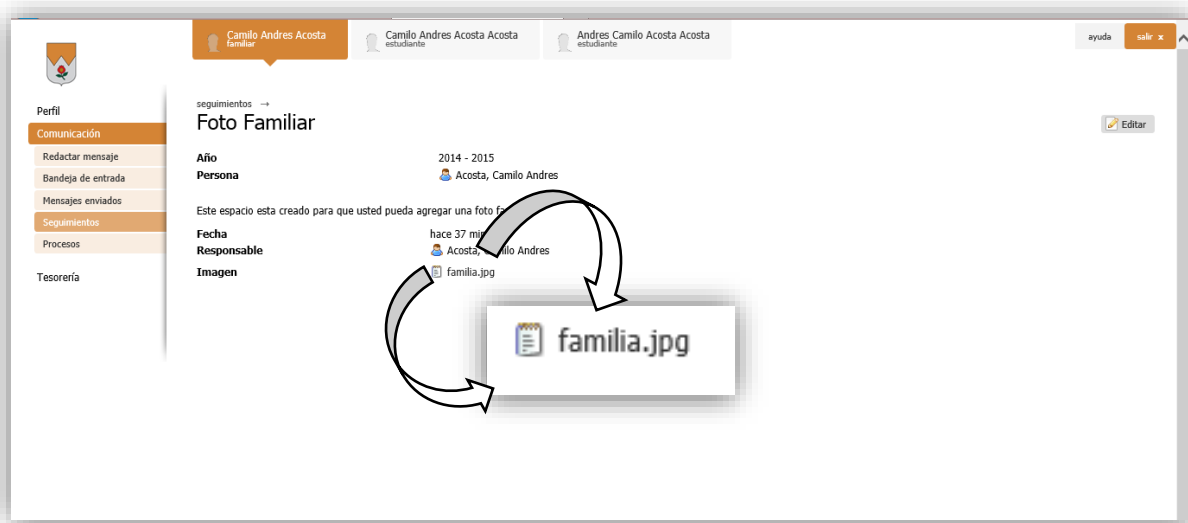 Camilo Andres Acosta
familiar
Camilo Andres Acosta Acosta
estudiante
Andres Camilo Acosta Acosta
estudiante
ayuda
salir x
Perfil
Comunicación
Redactar mensaje
Bandeja de entrada
Mensajes enviados
Seguimientos
Procesos
Tesorería
seguimientos →
Foto Familiar
Editar
Año 2014 - 2015
Persona Acosta, Camilo Andres
Este espacio esta creado para que usted pueda agregar una foto
Fecha hace 37
Responsable Acosta, Andres
Imagen familia.jpg
familia.jpg